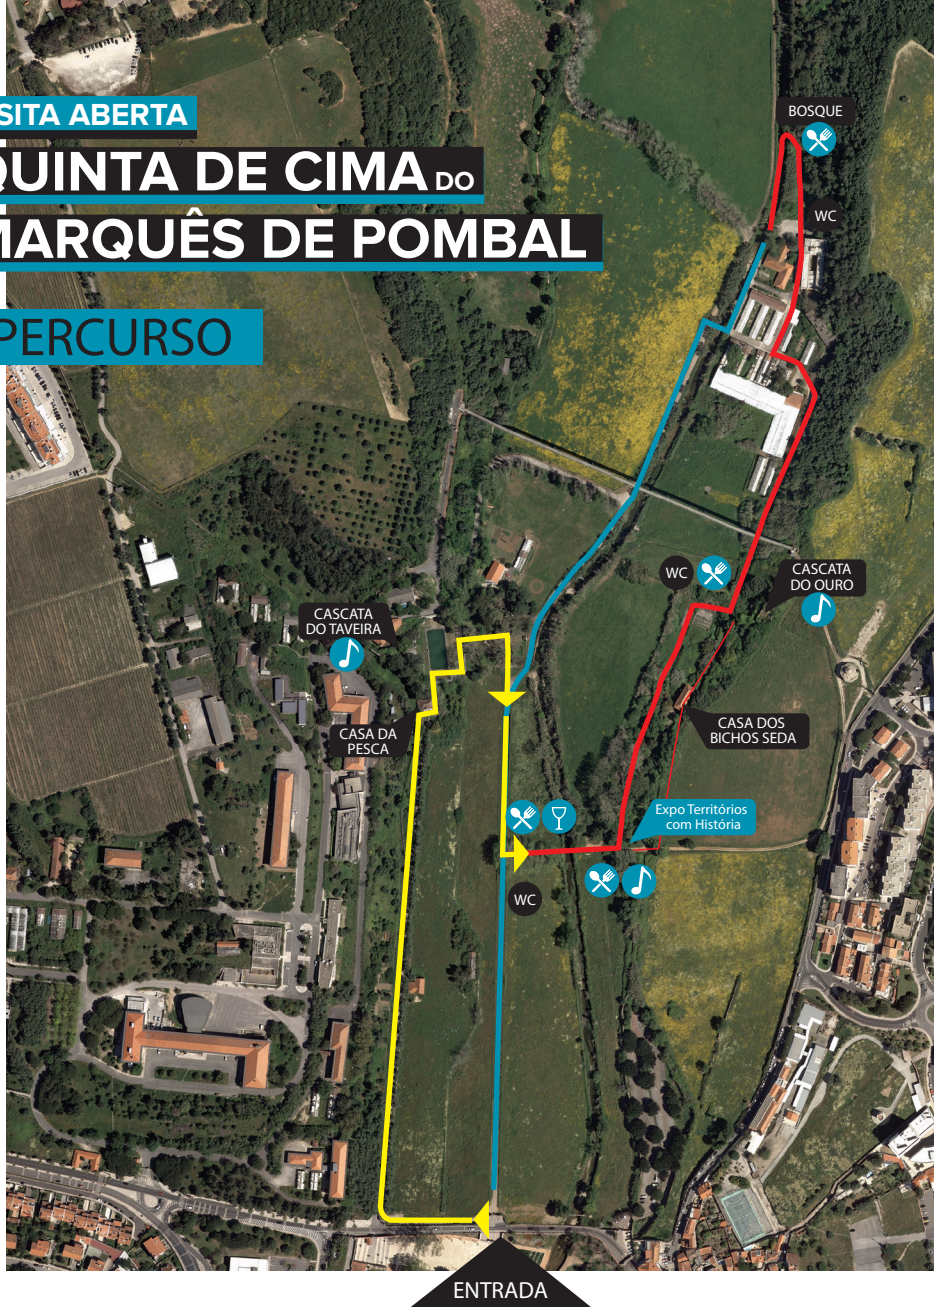 SITA ABERTA
QUINTA DE CIMA DO
MARQUÊS DE POMBAL
PERCURSO
BOSQUE
WC
WC
CASCATA
DO OURO
CASCATA
DO TAVEIRA
CASA DA
PESCA
CASA DOS
BICHOS SEDA
Expo Territórios
com História
WC
ENTRADA